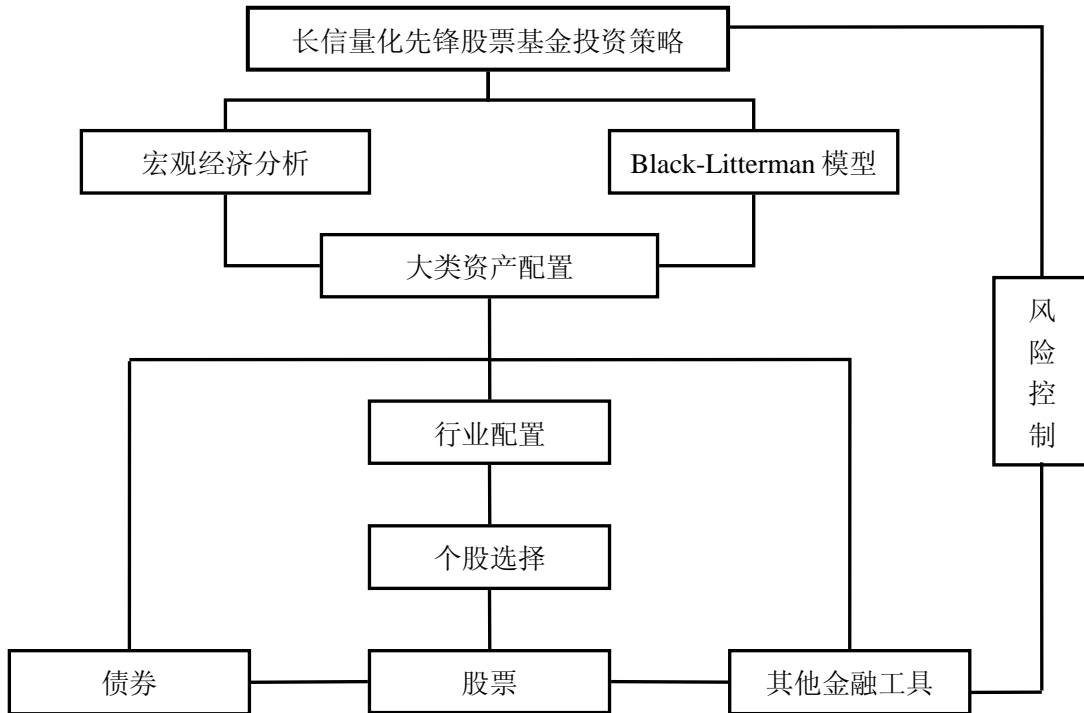 长信量化先锋股票基金投资策略
宏观经济分析
Black-Litterman 模型
大类资产配置
风
险
控
制
行业配置
个股选择
债券
股票
其他金融工具